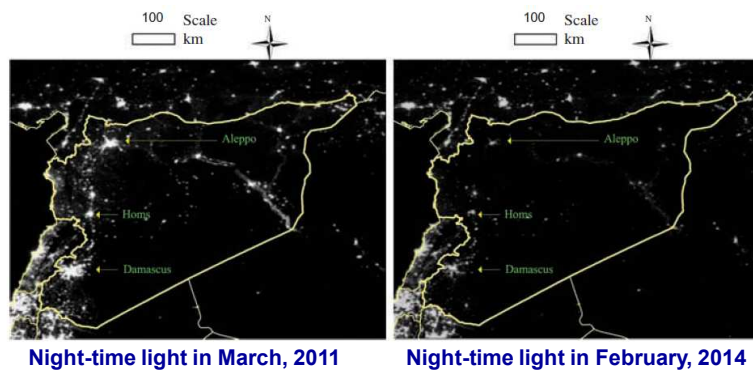 100 Scale
km
N
100 Scale
km
N
Aleppo
Homs
Damascus
Aleppo
Homs
Damascus
Night-time light in March, 2011
Night-time light in February, 2014